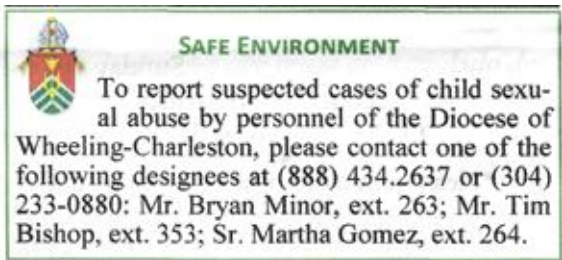 SAFE ENVIRONMENT
To report suspected cases of child sexu-
al abuse by personnel of the Diocese of
Wheeling-Charleston, please contact one of the
following designees at (888) 434.2637 or (304)
233-0880: Mr. Bryan Minor, ext. 263; Mr. Tim
Bishop, ext. 353; Sr. Martha Gomez, ext. 264.